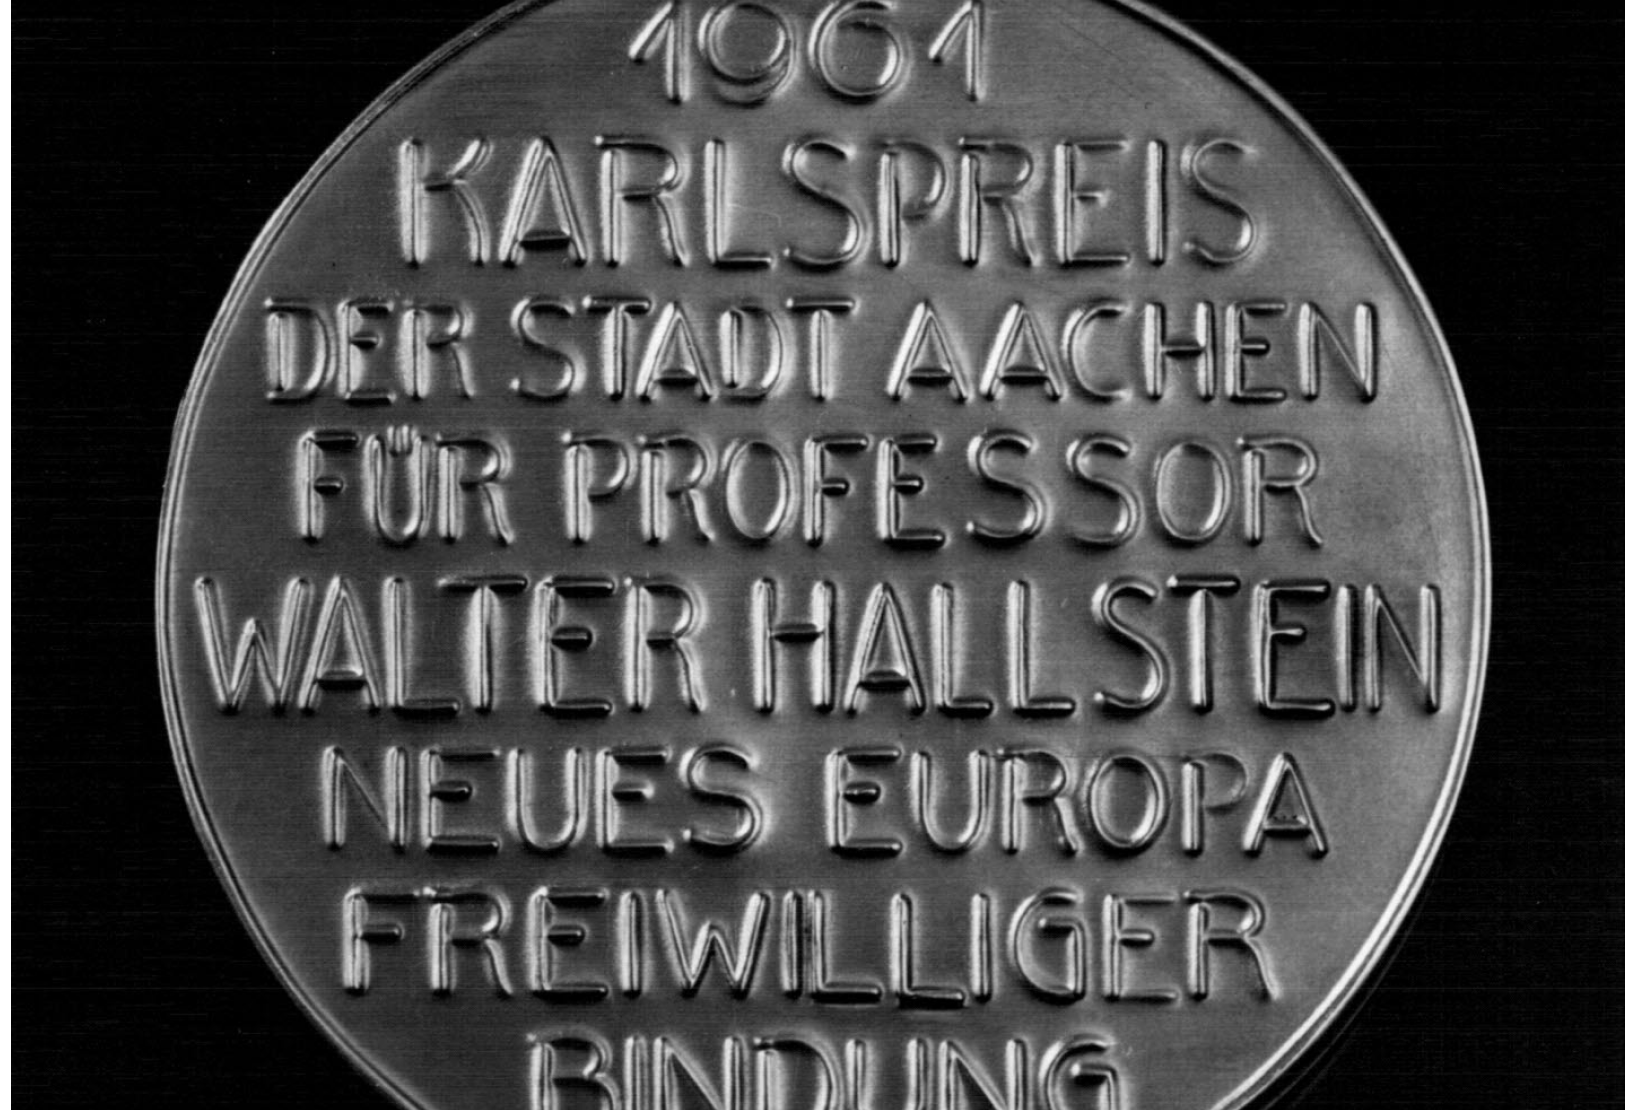 1961
KARLSPREIS
DER STADT AACHEN
FÜR PROFESSOR
WALTER HALLSTEIN
NEUES EUROPA
FREIWILLIGER
BINDUNG